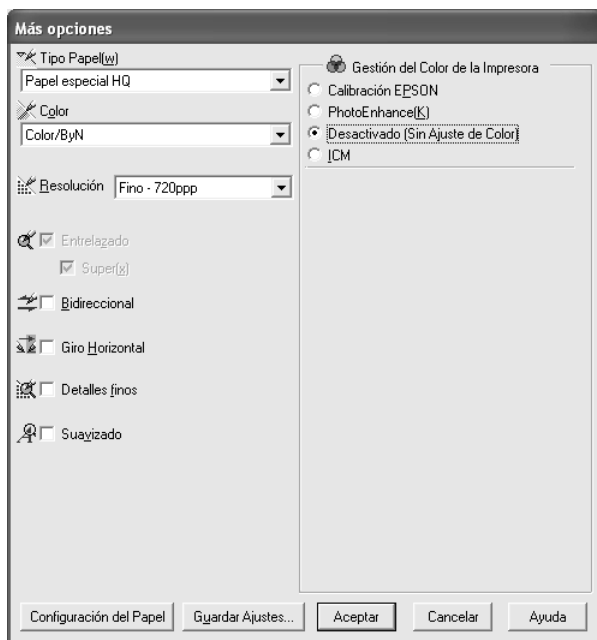 Más opciones
Tipo Papel(w)
Papel especial HQ
Color
Color/ByN
Resolución Fino - 720ppp
Entrelazado
Super(x)
Bidireccional
Giro Horizontal
Detalles finos
Suavizado
Gestión del Color de la Impresora
Calibración EPSON
PhotoEnhance(K)
Desactivado (Sin Ajuste de Color)
ICM
Configuración del Papel Guardar Ajustes... Aceptar Cancelar Ayuda